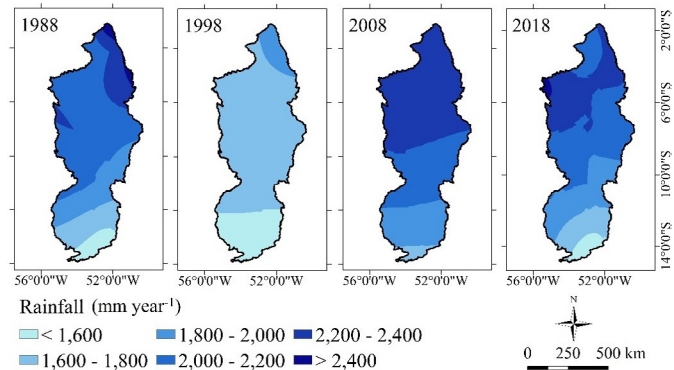 1988
1998
2008
2018
2°0'0"S
6°0'0"S
10°0'0"S
14°0'0"S
56°0'0"W 52°0'0"W
56°0'0"W 52°0'0"W
56°0'0"W 52°0'0"W
56°0'0"W 52°0'0"W
Rainfall (mm year-1)
< 1,600
1,800 - 2,000
2,200 - 2,400
1,600 - 1,800
2,000 - 2,200
> 2,400
N
0 250 500 km